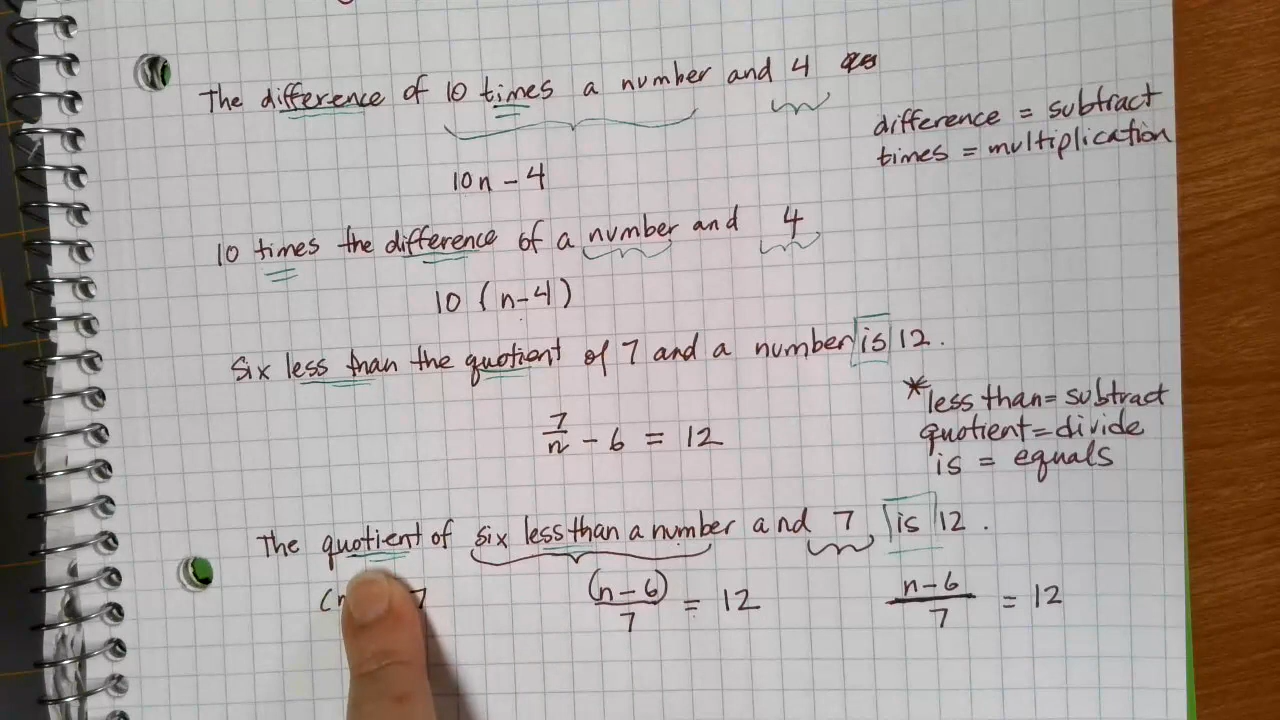 The difference of 10 times a number and 4
difference = subtract
times = multiplication
10n - 4
10 times the difference of a number and 4
10 (n-4)
Six less than the quotient of 7 and a number is 12.
*less than = subtract
quotient = divide
is = equals
7/n - 6 = 12
The quotient of six less than a number and 7 is 12.
(n 7
(n-6)/7 = 12
n-6/7 = 12